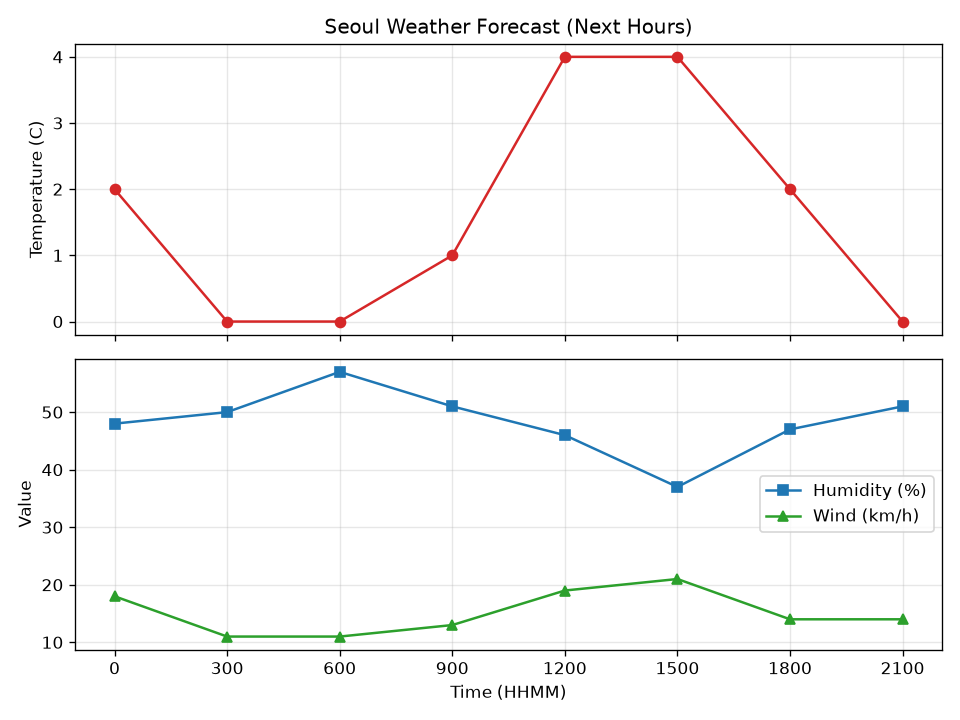 Seoul Weather Forecast (Next Hours)
Temperature (C)
4
3
2
1
0
Value
50
40
30
20
10
Humidity (%)
Wind (km/h)
0 300 600 900 1200 1500 1800 2100
Time (HHMM)